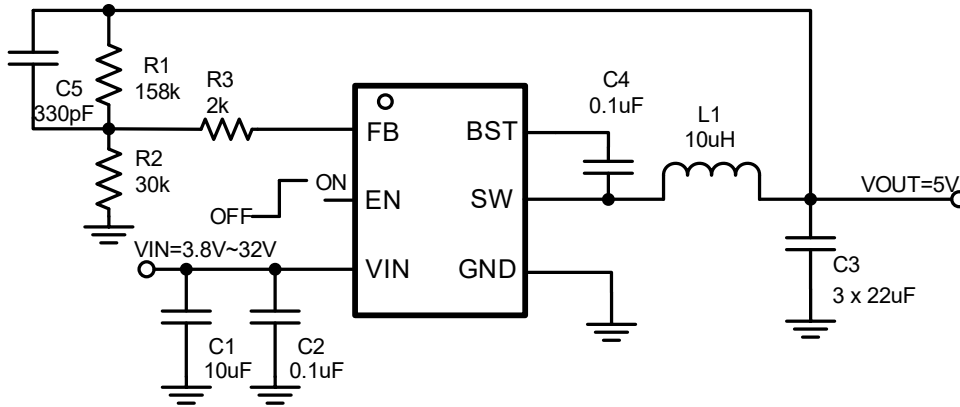 C5
330pF
R1
158k
R3
2k
R2
30k
ON
OFF
VIN=3.8V~32V
C1
10uF
C2
0.1uF
FB
EN
VIN
BST
SW
GND
C4
0.1uF
L1
10uH
VOUT=5V
C3
3 x 22uF